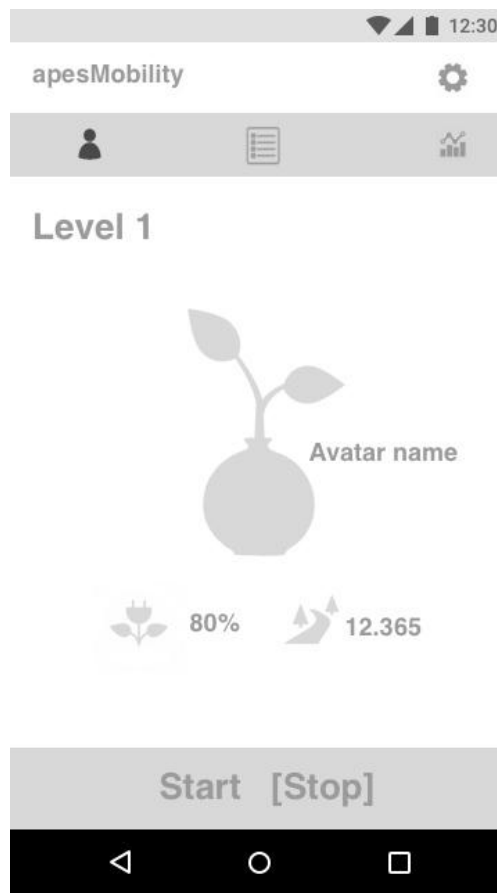 12:30
apesMobility
Level 1
Avatar name
80% 12.365
Start [Stop]